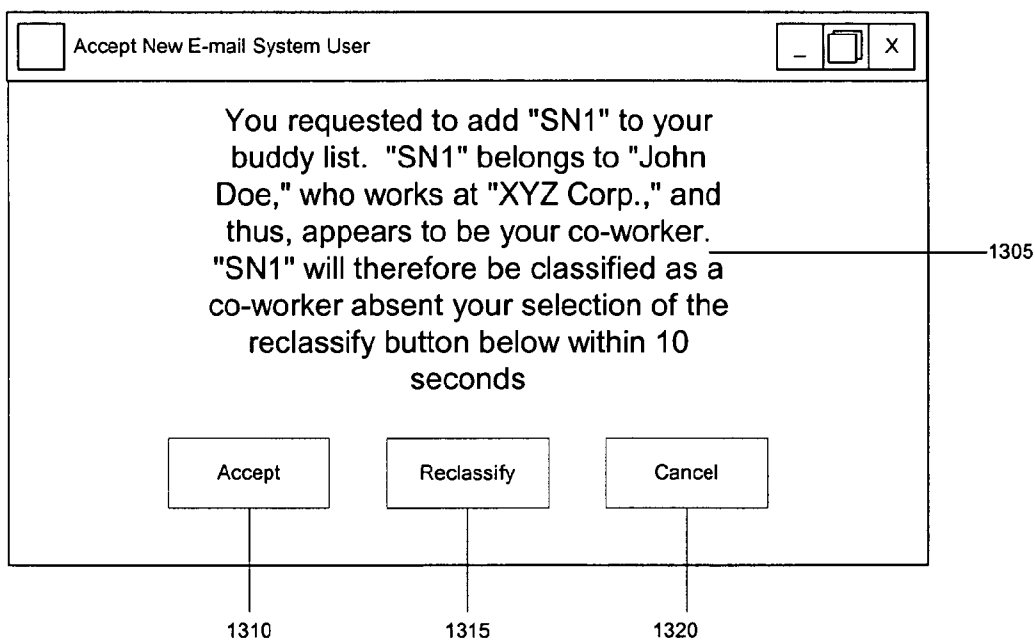 Accept New E-mail System User
_ X
You requested to add "SN1" to your
buddy list. "SN1" belongs to "John
Doe," who works at "XYZ Corp.," and
thus, appears to be your co-worker.
"SN1" will therefore be classified as a
co-worker absent your selection of the
reclassify button below within 10
seconds
1305
Accept Reclassify Cancel
1310 1315 1320